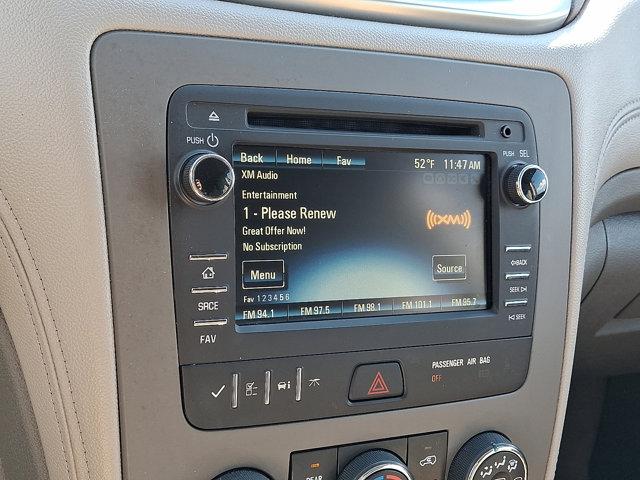 PUSH
PUSH SEL
Back Home Fav 52°F 11:47 AM
XM Audio
Entertainment
1 - Please Renew
((XM))
Great Offer Now!
No Subscription
Menu
Source
Fav 1 2 3 4 5 6
FM 94.1 FM 97.5 FM 98.1 FM 101.1 FM 95.7
SRCE
FAV
BACK
SEEK
SEEK
PASSENGER AIR BAG
OFF
REAR